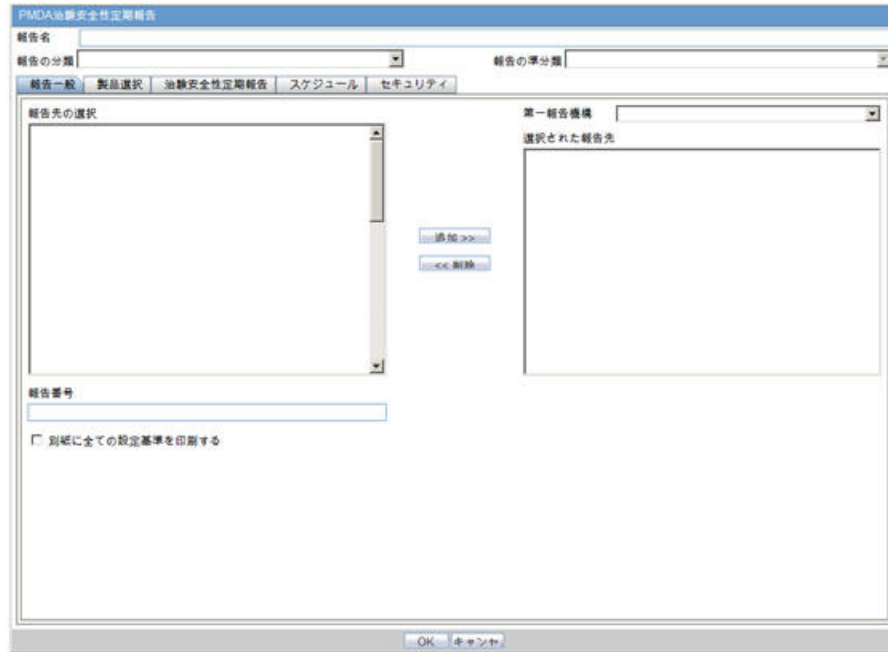 PMDA治験安全性定期報告
報告名
報告の分類
報告の準分類
報告一般 製品選択 治験安全性定期報告 スケジュール セキュリティ
報告先の選択
第一報告機構
選択された報告先
追加 >>
<< 削除
報告番号
別紙に全ての設定基準を印刷する
OK キャンセ